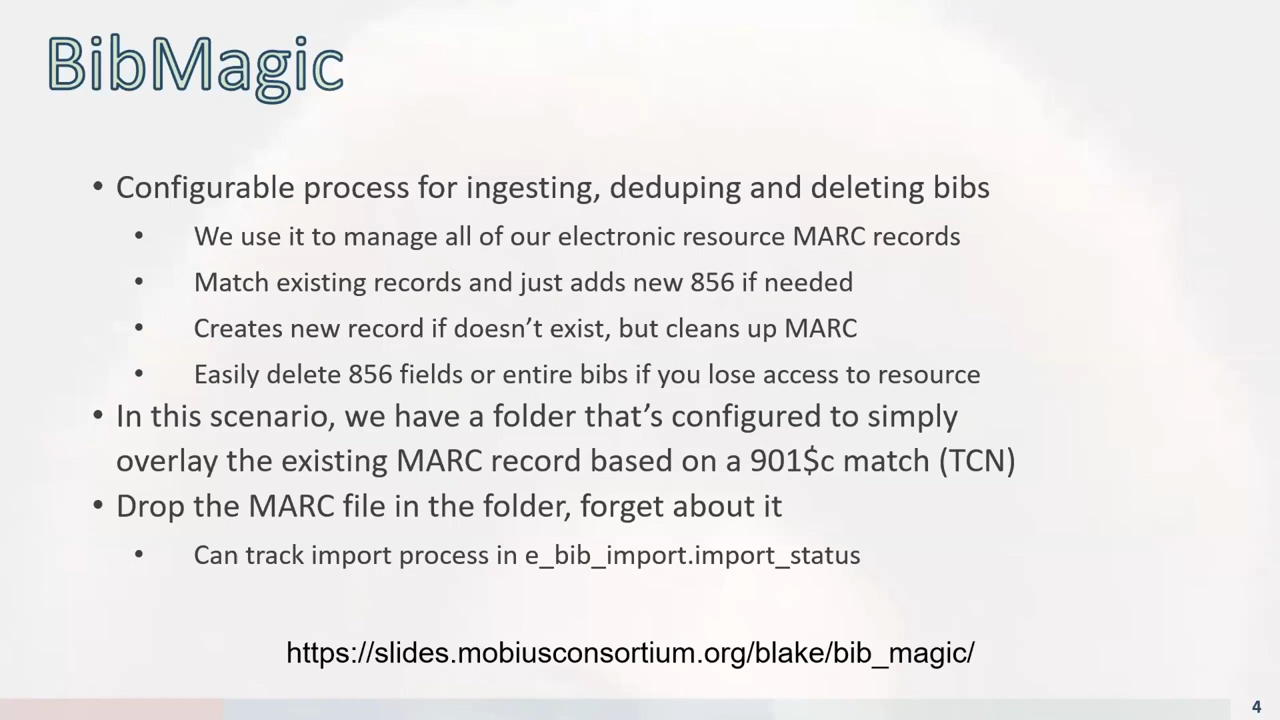 BibMagic
• Configurable process for ingesting, deduping and deleting bibs
• We use it to manage all of our electronic resource MARC records
• Match existing records and just adds new 856 if needed
• Creates new record if doesn’t exist, but cleans up MARC
• Easily delete 856 fields or entire bibs if you lose access to resource
• In this scenario, we have a folder that’s configured to simply
overlay the existing MARC record based on a 901$c match (TCN)
• Drop the MARC file in the folder, forget about it
• Can track import process in e_bib_import.import_status
https://slides.mobiusconsortium.org/blake/bib_magic/
4